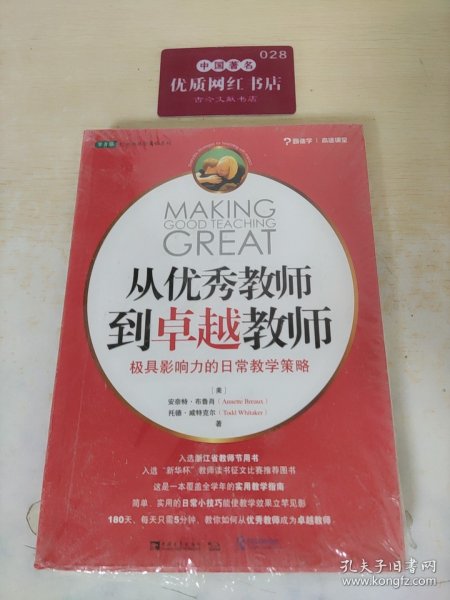 028
中国著名
优质网红书店
古今文献书店
MAKING
GOOD TEACHING
GREAT
从优秀教师
到卓越教师
极具影响力的日常教学策略
[美]
安奈特·布鲁肖（Annette Breaux）
托德·威特克尔（Todd Whitaker）
著
入选浙江省教师节用书
入选“新华杯”教师读书征文比赛推荐图书
这是一本覆盖全学年的实用教学指南
简单、实用的日常小技巧能使教学效果立竿见影
180天，每天只需5分钟，教你如何从优秀教师成为卓越教师
孔夫子旧书网
www.kongfz.com